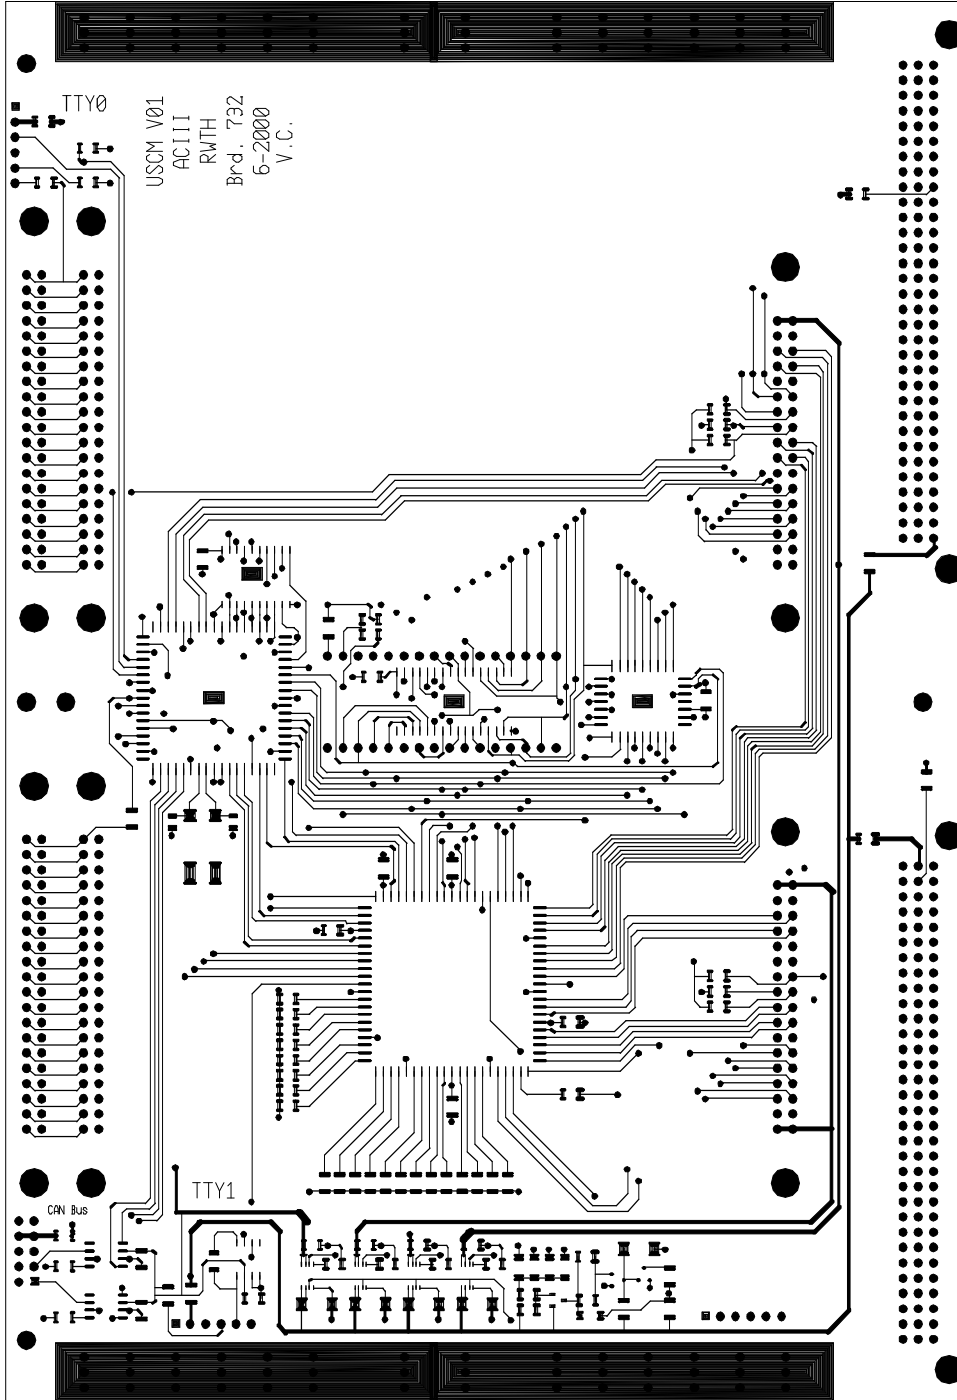 TTY0
USCM V01
ACIII
RWTH
Brd. 732
6-2000
V.C.
TTY1
CAN Bus